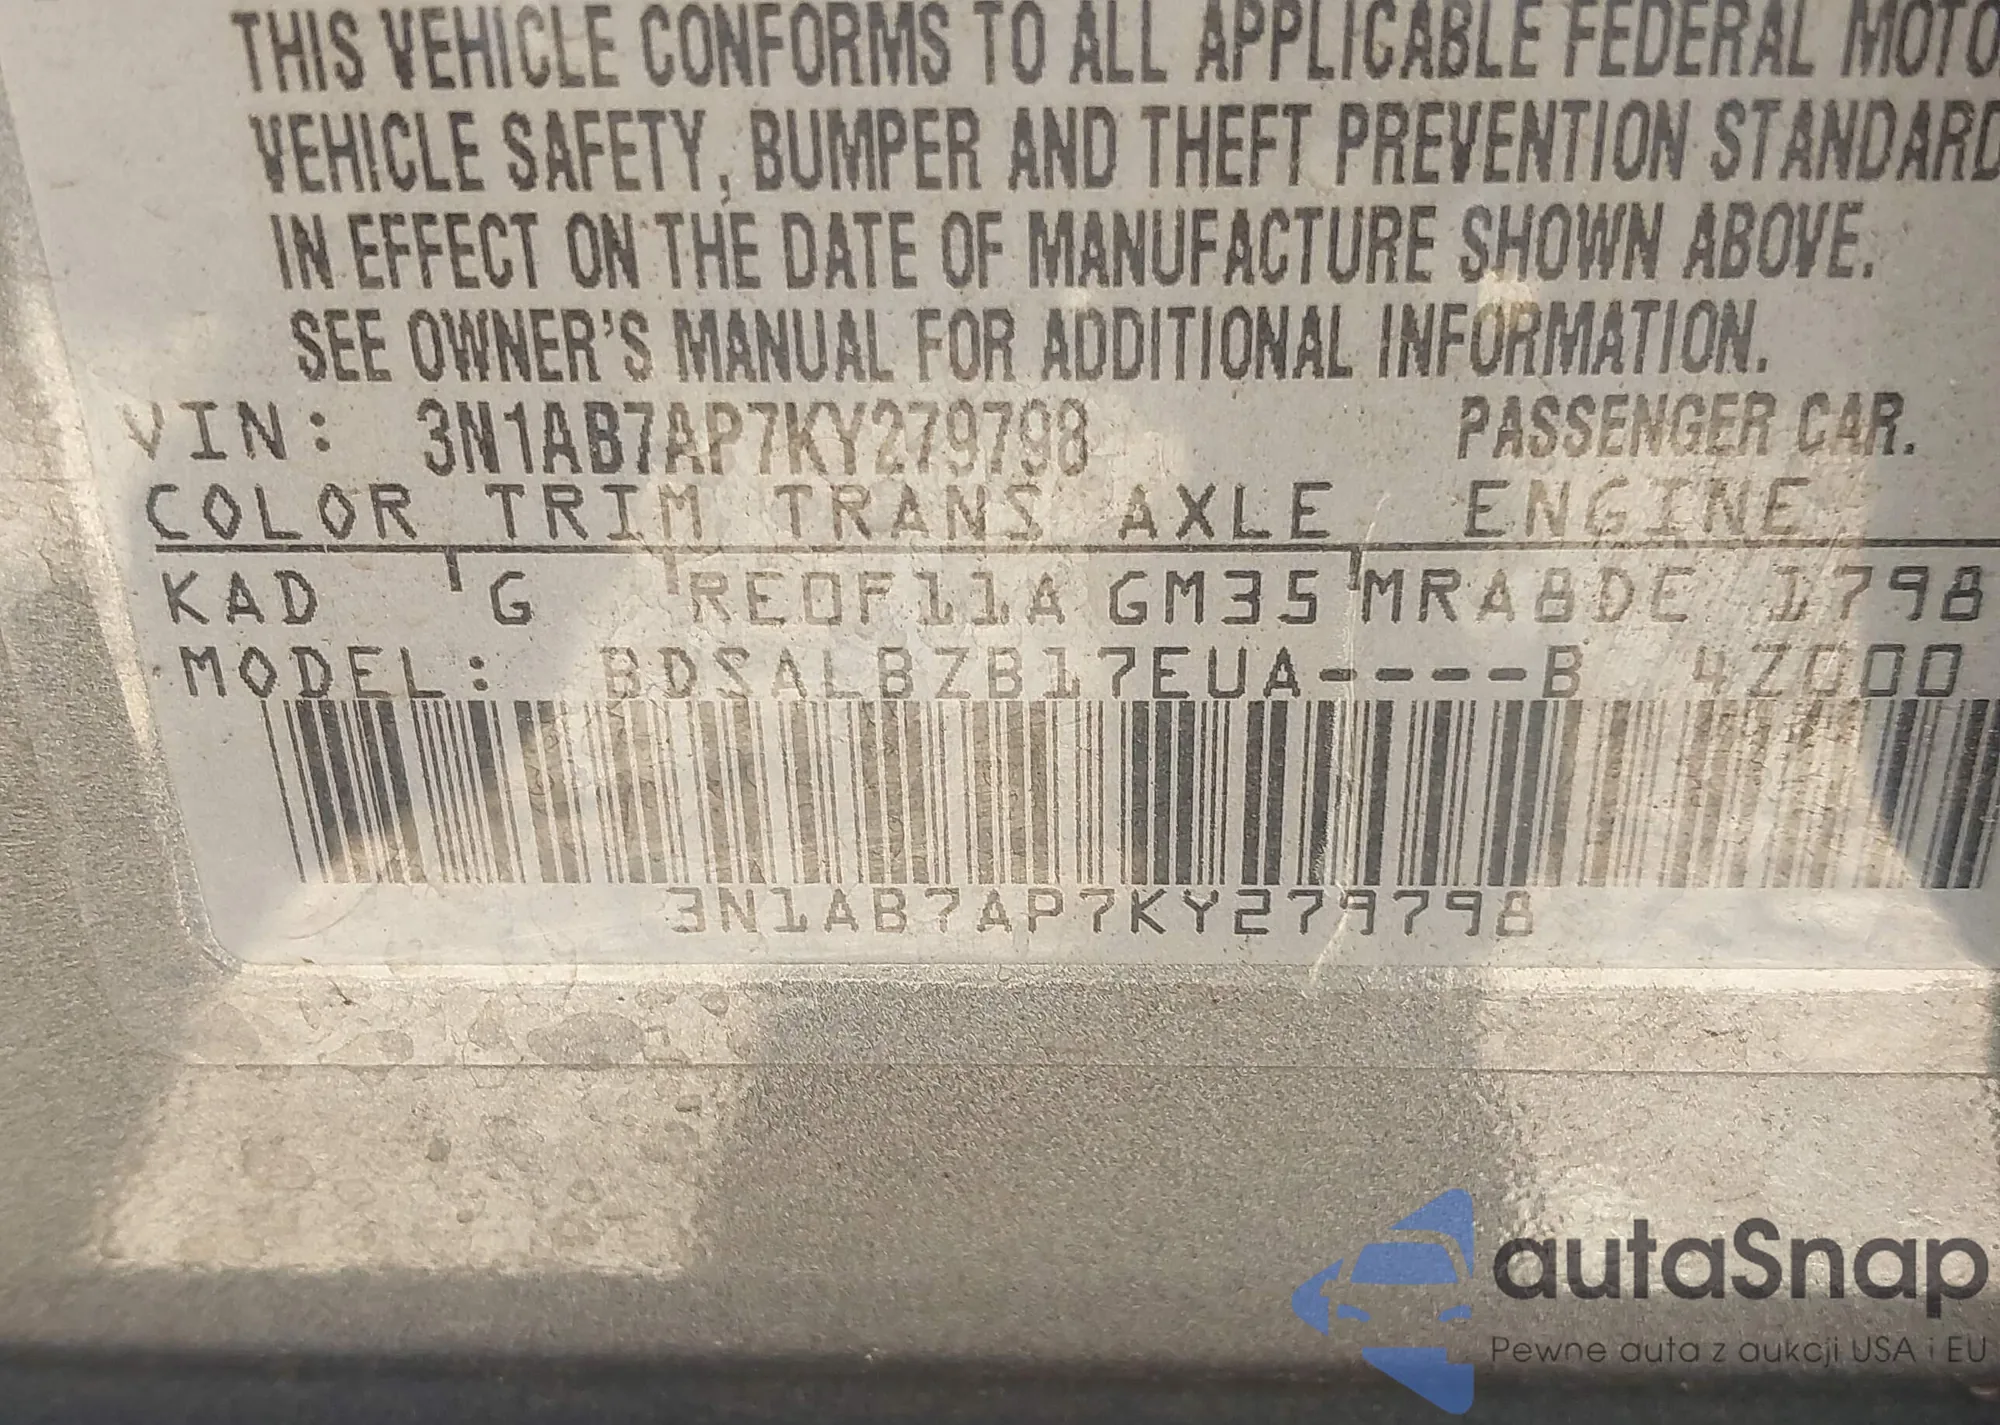 THIS VEHICLE CONFORMS TO ALL APPLICABLE FEDERAL MOTO
VEHICLE SAFETY, BUMPER AND THEFT PREVENTION STANDARD
IN EFFECT ON THE DATE OF MANUFACTURE SHOWN ABOVE.
SEE OWNER'S MANUAL FOR ADDITIONAL INFORMATION.
VIN: 3N1AB7AP7KY279798 PASSENGER CAR.
COLOR TRIM TRANS AXLE ENGINE
KAD G RE0F11A GM35 MRA8DE 1798
MODEL: BDSALBZB17EUA----B 4Z000
3N1AB7AP7KY279798
autaSnap
Pewne auta z aukcji USA i EU